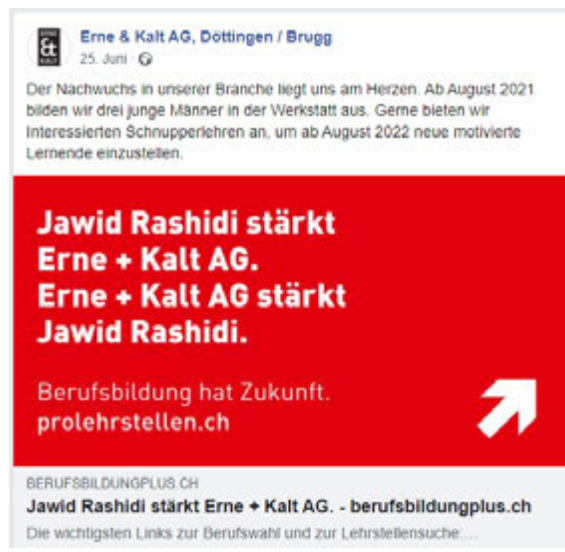 ERNE
&t
KALT
Erne & Kalt AG, Döttingen / Brugg
25. Juni ·
Der Nachwuchs in unserer Branche liegt uns am Herzen. Ab August 2021
bilden wir drei junge Männer in der Werkstatt aus. Gerne bieten wir
Interessierten Schnupperlehren an, um ab August 2022 neue motivierte
Lernende einzustellen.
Jawid Rashidi stärkt
Erne + Kalt AG.
Erne + Kalt AG stärkt
Jawid Rashidi.
Berufsbildung hat Zukunft.
prolehrstellen.ch
BERUFSBILDUNGPLUS.CH
Jawid Rashidi stärkt Erne + Kalt AG. - berufsbildungplus.ch
Die wichtigsten Links zur Berufswahl und zur Lehrstellensuche:...